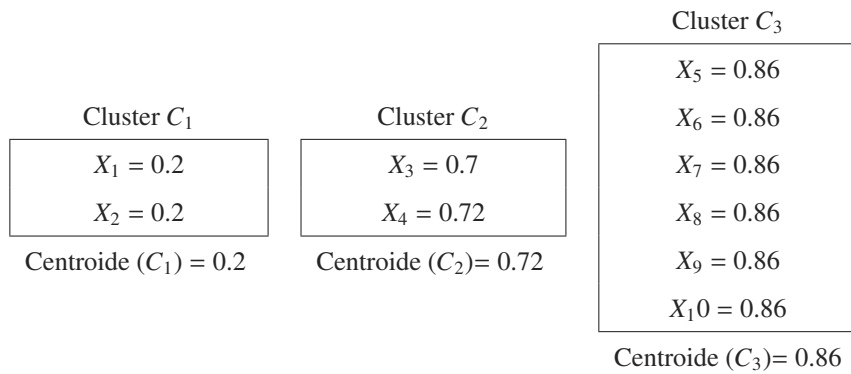 Cluster C₁
X₁ = 0.2
X₂ = 0.2
Centroide (C₁) = 0.2
Cluster C₂
X₃ = 0.7
X₄ = 0.72
Centroide (C₂)= 0.72
Cluster C₃
X₅ = 0.86
X₆ = 0.86
X₇ = 0.86
X₈ = 0.86
X₉ = 0.86
X₁0 = 0.86
Centroide (C₃)= 0.86